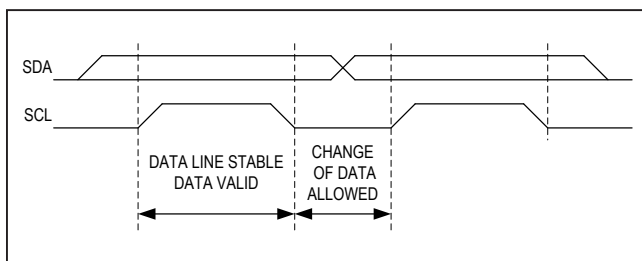 SDA
SCL
DATA LINE STABLE
DATA VALID
CHANGE
OF DATA
ALLOWED